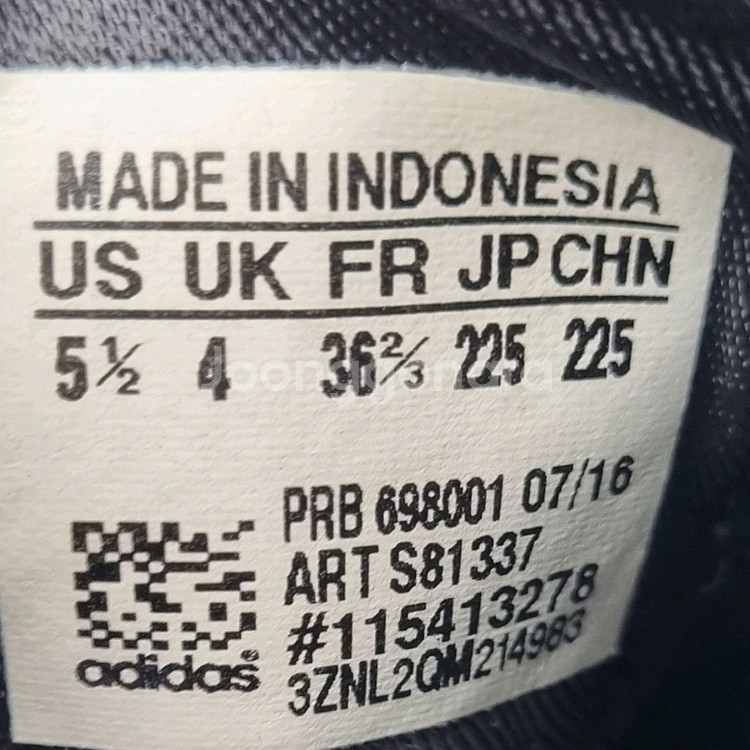 MADE IN INDONESIA
US UK FR JP CHN
5½ 4 36⅔ 225 225
PRB 698001 07/16
ART S81337
#115413278
3ZNL2QM214983
adidas®